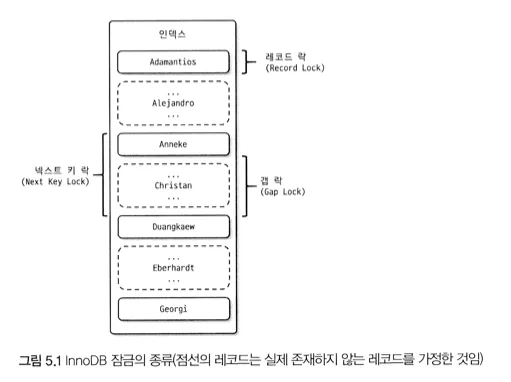 인덱스
Adamantios
레코드 락
(Record Lock)
...
Alejandro
...
Anneke
넥스트 키 락
(Next Key Lock)
...
Christan
...
갭 락
(Gap Lock)
Duangkaew
...
Eberhardt
...
Georgi
그림 5.1 InnoDB 잠금의 종류(점선의 레코드는 실제 존재하지 않는 레코드를 가정한 것임)